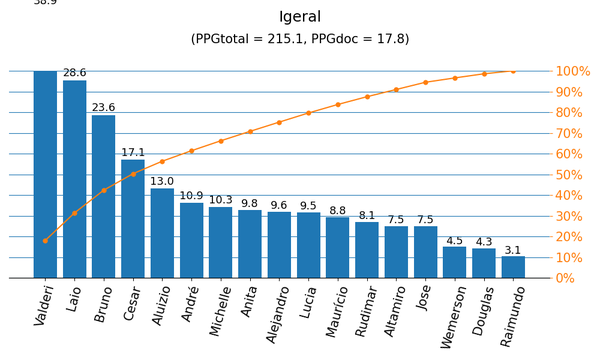 38.9
Igeral
(PPGtotal = 215.1, PPGdoc = 17.8)
28.6
23.6
17.1
13.0
10.9
10.3
9.8
9.6
9.5
8.8
8.1
7.5
7.5
4.5
4.3
3.1
100%
90%
80%
70%
60%
50%
40%
30%
20%
10%
0%
Valderi
Laio
Bruno
Cesar
Aluizio
André
Michelle
Anita
Alejandro
Lucia
Maurício
Rudimar
Altamiro
Jose
Wemerson
Douglas
Raimundo